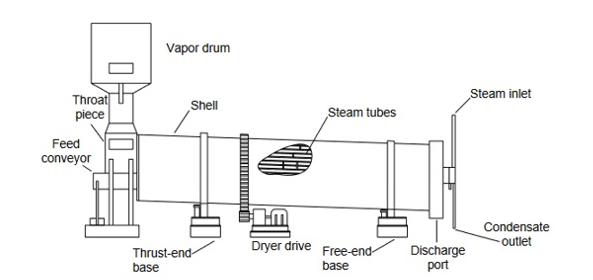 Vapor drum
Throat
piece
Shell
Steam inlet
Steam tubes
Feed
conveyor
Thrust-end
base
Dryer drive
Free-end
base
Discharge
port
Condensate
outlet